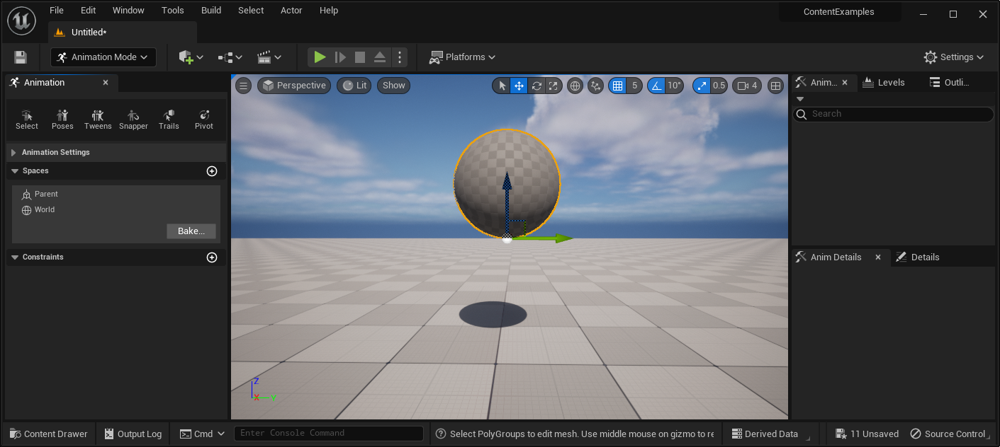 File Edit Window Tools Build Select Actor Help
ContentExamples
Untitled*
Animation Mode
Platforms
Settings
Animation
Select Poses Tweens Snapper Trails Pivot
Animation Settings
Spaces
Parent
World
Bake...
Constraints
Perspective Lit Show
5 10° 0.5 4
Z
X
Y
Anim... Levels Outli...
Search
Anim Details Details
Content Drawer Output Log Cmd Enter Console Command Select PolyGroups to edit mesh. Use middle mouse on gizmo to re Derived Data 11 Unsaved Source Control